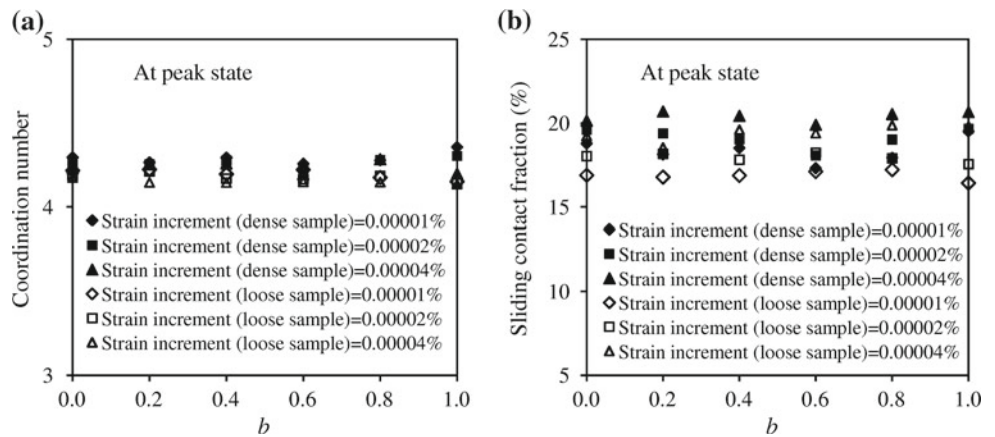 (a)
5
At peak state
Coordination number
4
Strain increment (dense sample)=0.00001%
Strain increment (dense sample)=0.00002%
Strain increment (dense sample)=0.00004%
Strain increment (loose sample)=0.00001%
Strain increment (loose sample)=0.00002%
Strain increment (loose sample)=0.00004%
3
0.0 0.2 0.4 0.6 0.8 1.0
b
(b)
25
At peak state
Sliding contact fraction (%)
20
15
Strain increment (dense sample)=0.00001%
Strain increment (dense sample)=0.00002%
Strain increment (dense sample)=0.00004%
10
Strain increment (loose sample)=0.00001%
Strain increment (loose sample)=0.00002%
Strain increment (loose sample)=0.00004%
5
0.0 0.2 0.4 0.6 0.8 1.0
b